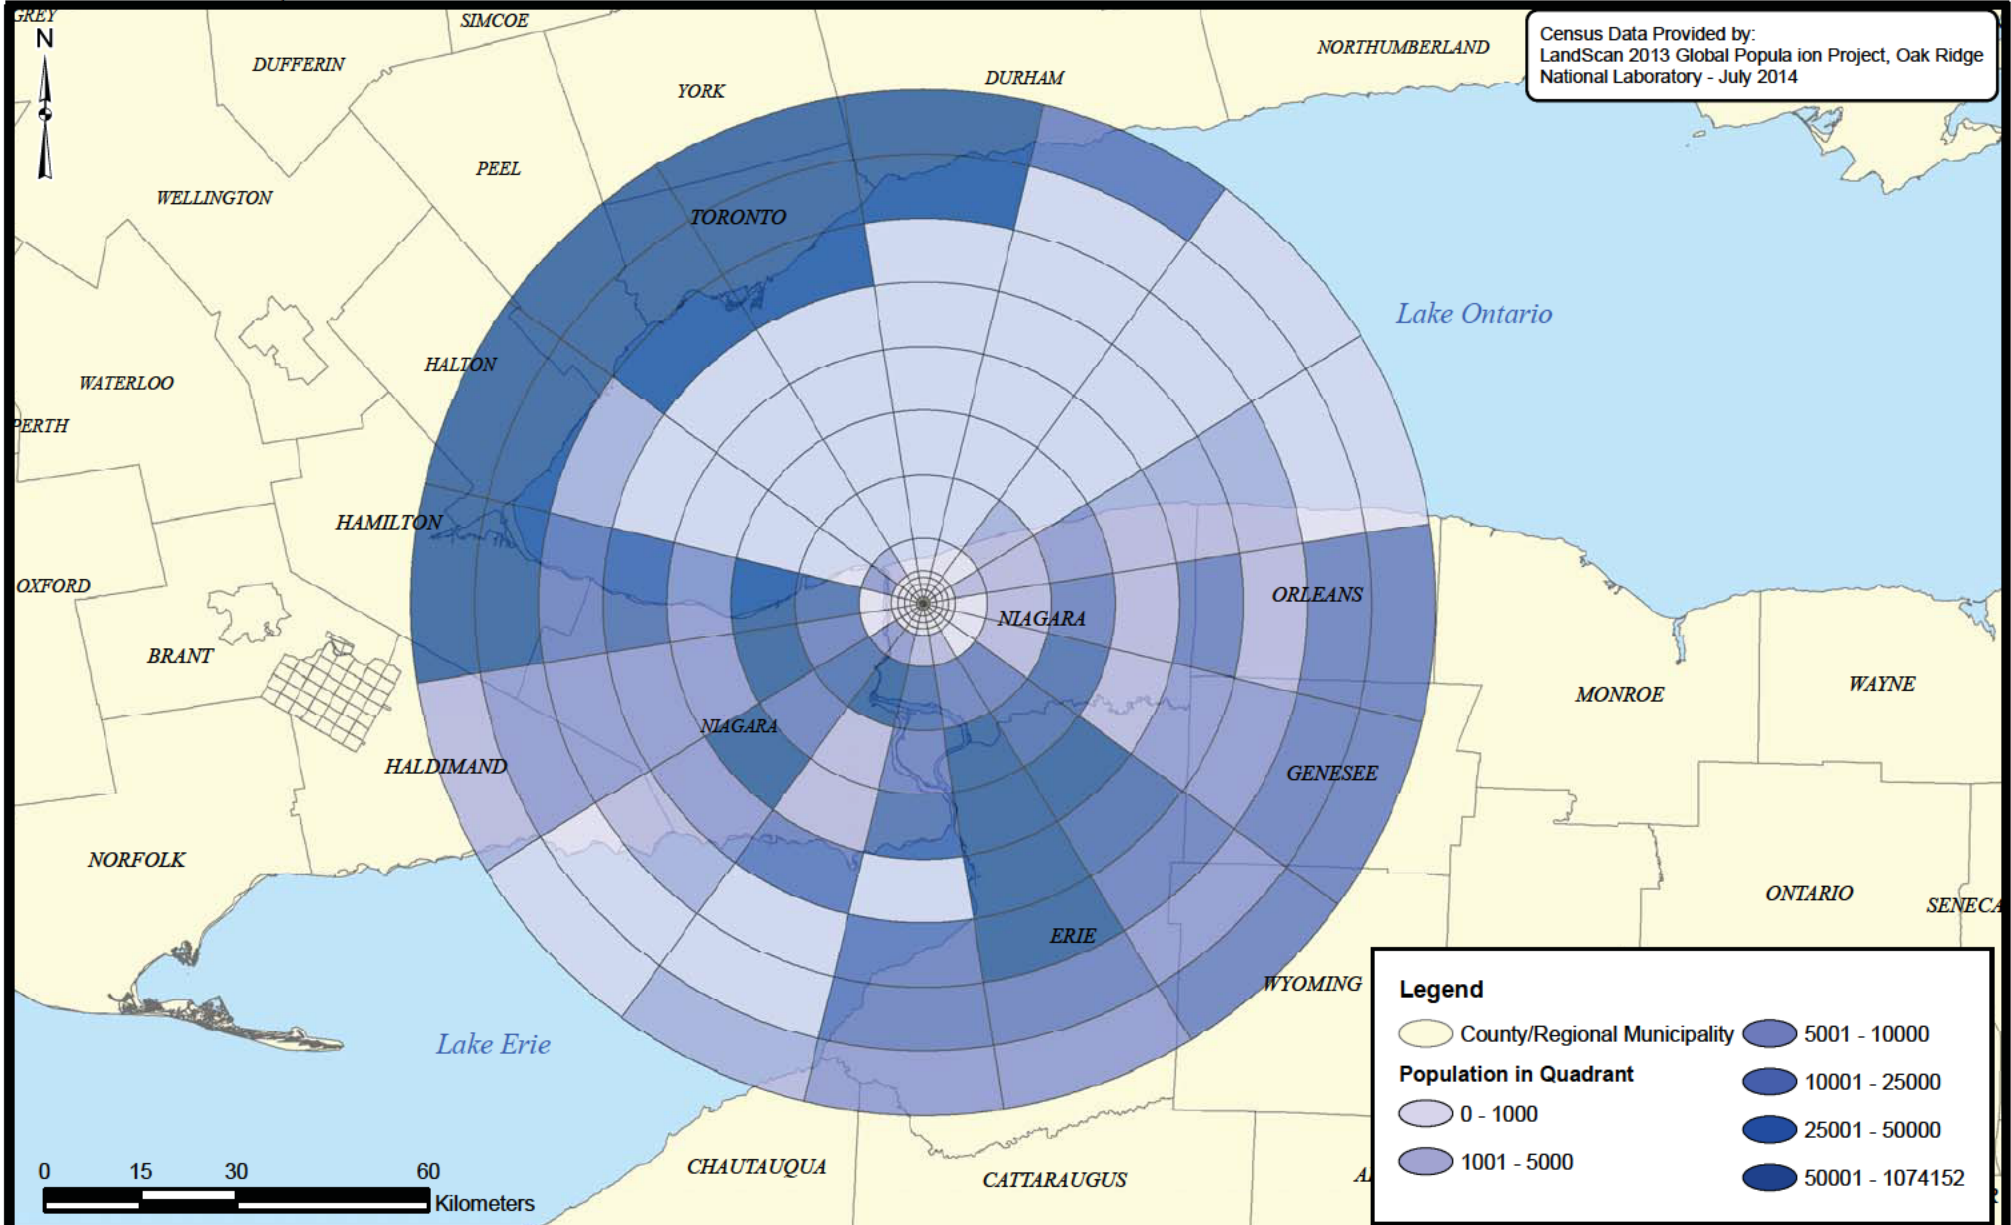 GREY
SIMCOE
N
DUFFERIN
YORK
DURHAM
NORTHUMBERLAND
Census Data Provided by:
LandScan 2013 Global Popula ion Project, Oak Ridge
National Laboratory - July 2014
PEEL
WELLINGTON
TORONTO
Lake Ontario
HALTON
WATERLOO
PERTH
HAMILTON
OXFORD
ORLEANS
NIAGARA
BRANT
MONROE
WAYNE
NIAGARA
HALDIMAND
GENESEE
NORFOLK
ONTARIO
SENECA
ERIE
WYOMING
Lake Erie
CHAUTAUQUA
CATTARAUGUS
0 15 30 60
Kilometers
Legend
County/Regional Municipality
Population in Quadrant
0 - 1000
1001 - 5000
5001 - 10000
10001 - 25000
25001 - 50000
50001 - 1074152